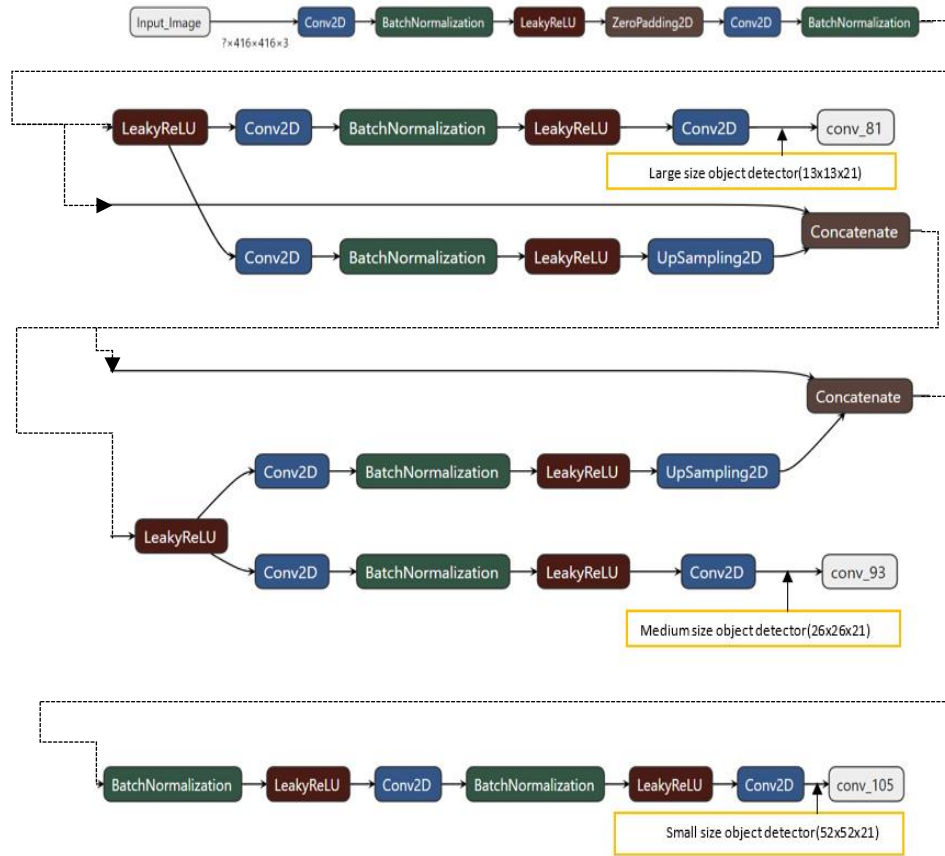 Input_Image
Conv2D
BatchNormalization
LeakyReLU
ZeroPadding2D
Conv2D
BatchNormalization
?×416×416×3
LeakyReLU
Conv2D
BatchNormalization
LeakyReLU
Conv2D
conv_81
Large size object detector(13x13x21)
Concatenate
Conv2D
BatchNormalization
LeakyReLU
UpSampling2D
Concatenate
Conv2D
BatchNormalization
LeakyReLU
UpSampling2D
LeakyReLU
Conv2D
BatchNormalization
LeakyReLU
Conv2D
conv_93
Medium size object detector(26x26x21)
BatchNormalization
LeakyReLU
Conv2D
BatchNormalization
LeakyReLU
Conv2D
conv_105
Small size object detector(52x52x21)